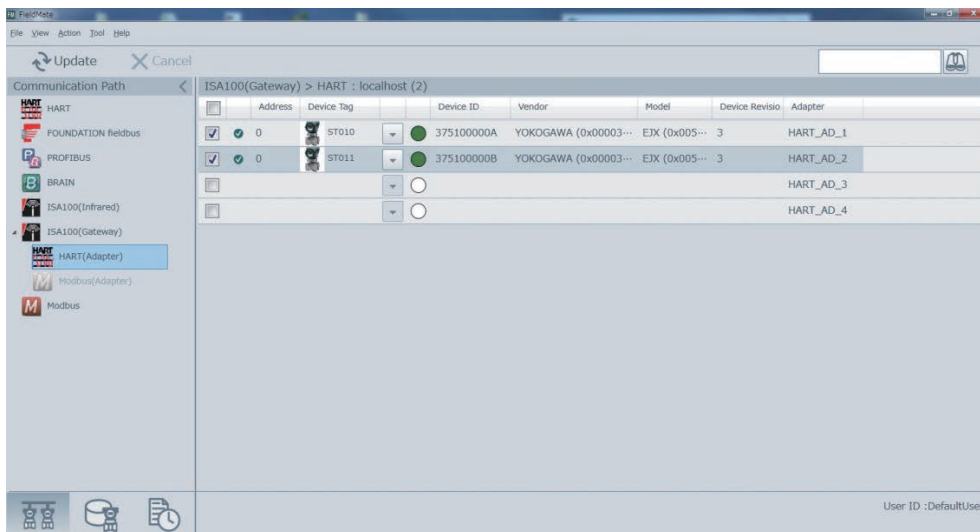 FieldMate
File View Action Tool Help
Update Cancel
Communication Path
ISA100(Gateway) > HART : localhost (2)
HART HART
FOUNDATION fieldbus
PROFIBUS
BRAIN
ISA100(Infrared)
ISA100(Gateway)
HART HART(Adapter)
Modbus(Adapter)
Modbus
Address Device Tag Device ID Vendor Model Device Revisio Adapter
0 ST010 375100000A YOKOGAWA (0x00003··· EJX (0x005··· 3 HART_AD_1
0 ST011 375100000B YOKOGAWA (0x00003··· EJX (0x005··· 3 HART_AD_2
HART_AD_3
HART_AD_4
User ID :DefaultUse